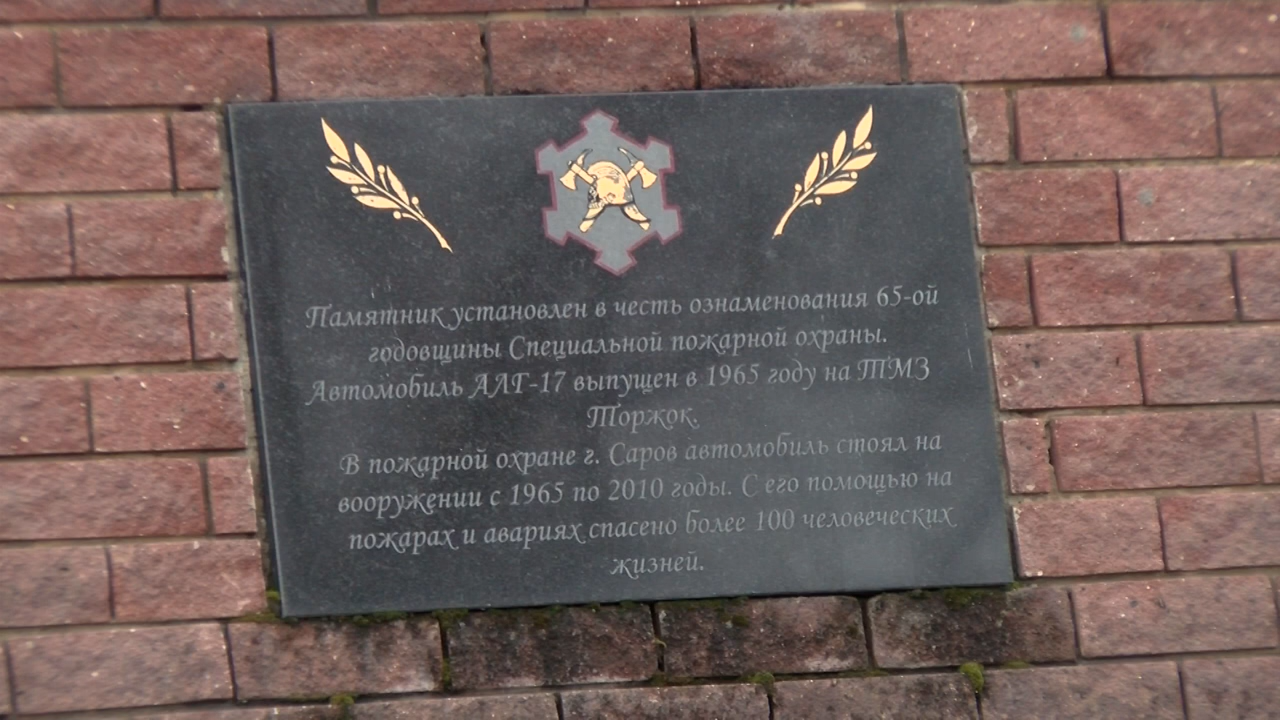 Памятник установлен в честь ознаменования 65-ой
годовщины Специальной пожарной охраны.
Автомобиль АЛГ-17 выпущен в 1965 году на ТМЗ
Торжок.
В пожарной охране г. Саров автомобиль стоял на
вооружении с 1965 по 2010 годы. С его помощью на
пожарах и авариях спасено более 100 человеческих
жизней.